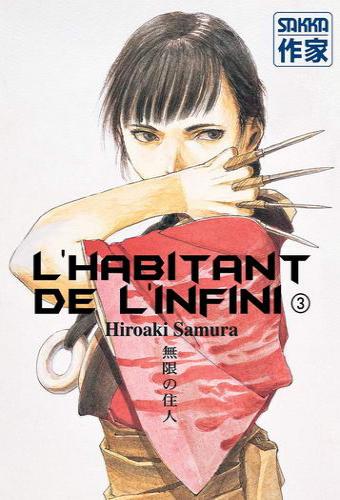 SAKKA
作家
L'HABITANT
DE L'INFINI 3
Hiroaki Samura
無限の住人